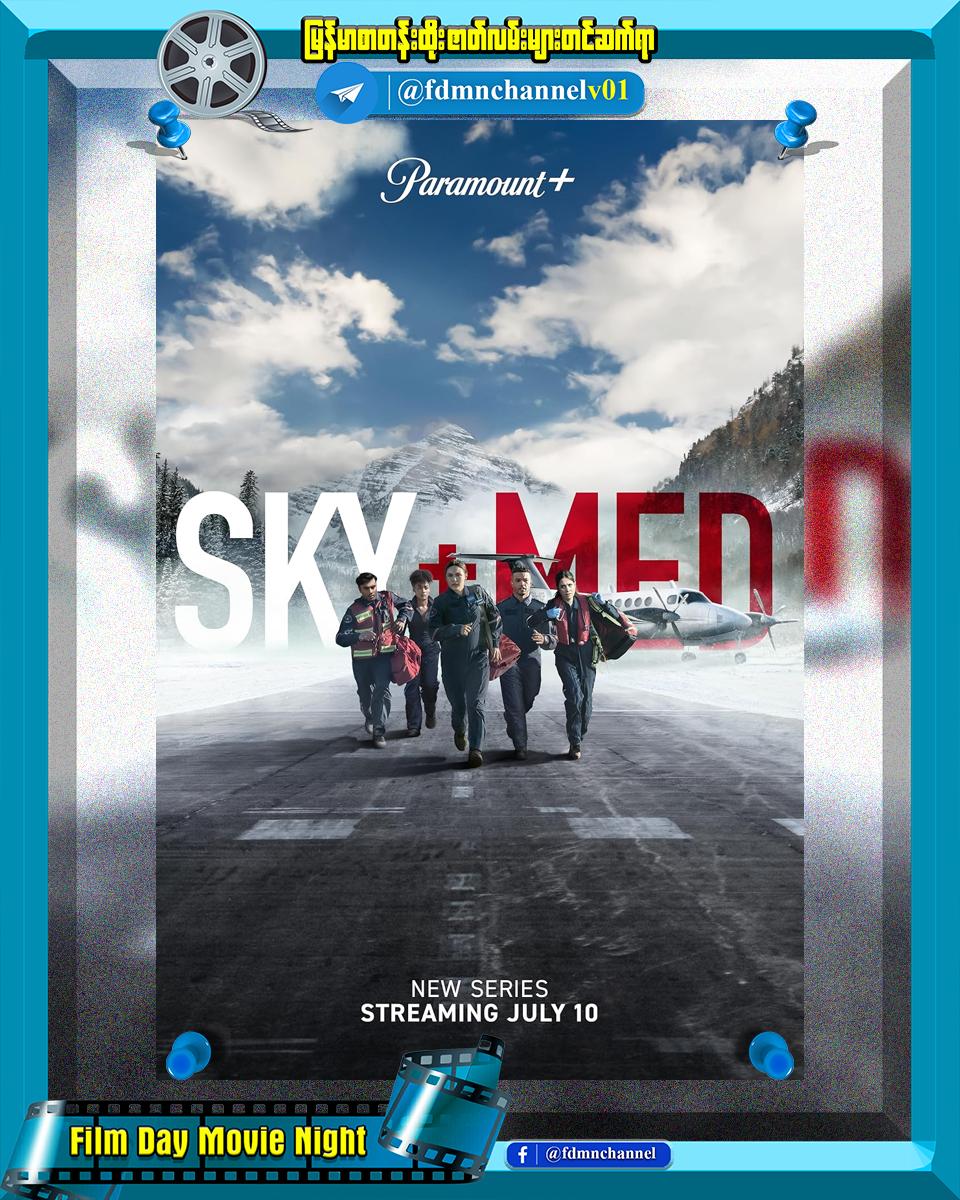 မြန်မာစာတန်းထိုး ဇာတ်လမ်းများတင်ဆက်ရာ
@fdmnchannelv01
Paramount+
SKY+MED
NEW SERIES
STREAMING JULY 10
Film Day Movie Night
@fdmnchannel